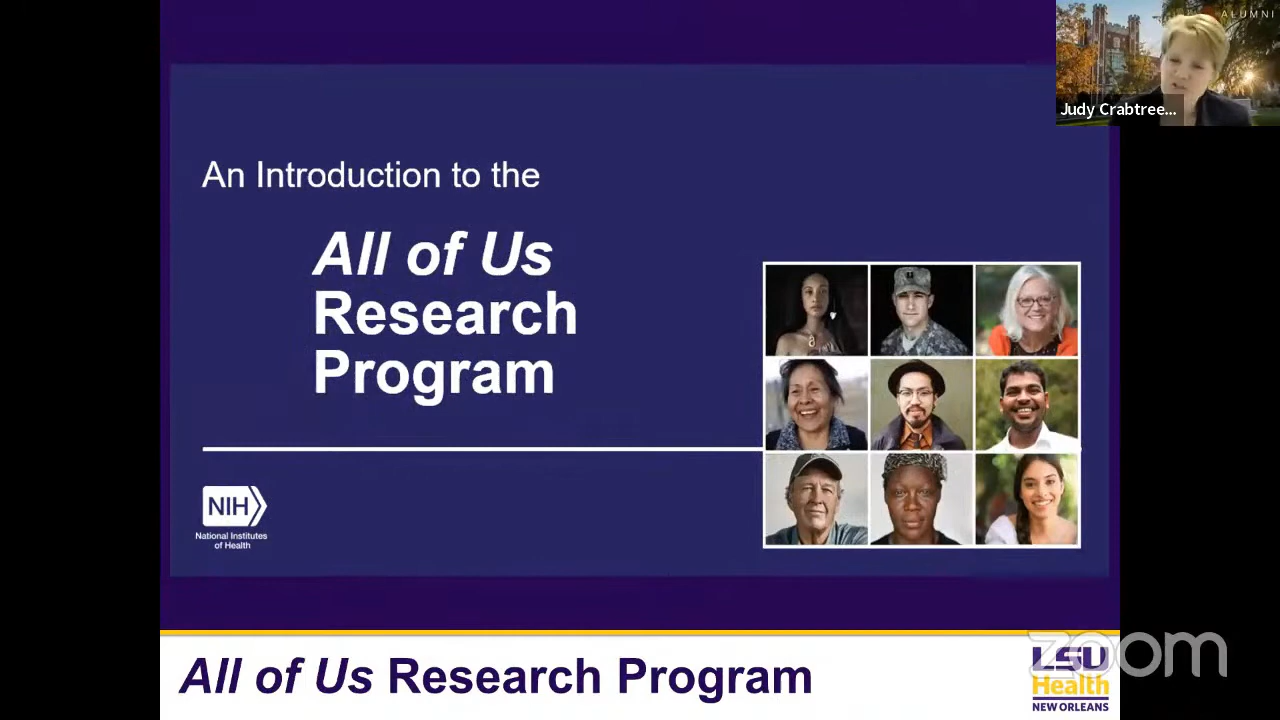 ALUMNI
Judy Crabtree...
An Introduction to the
All of Us
Research
Program
NIH
National Institutes
of Health
All of Us Research Program
LSU
Health
NEW ORLEANS
zoom